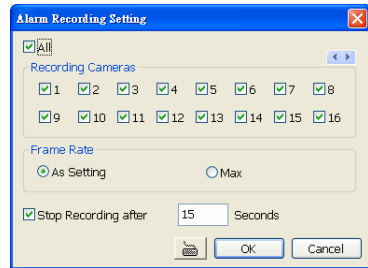 Alarm Recording Setting
All
Recording Cameras
1 2 3 4 5 6 7 8
9 10 11 12 13 14 15 16
Frame Rate
As Setting Max
Stop Recording after 15 Seconds
OK Cancel